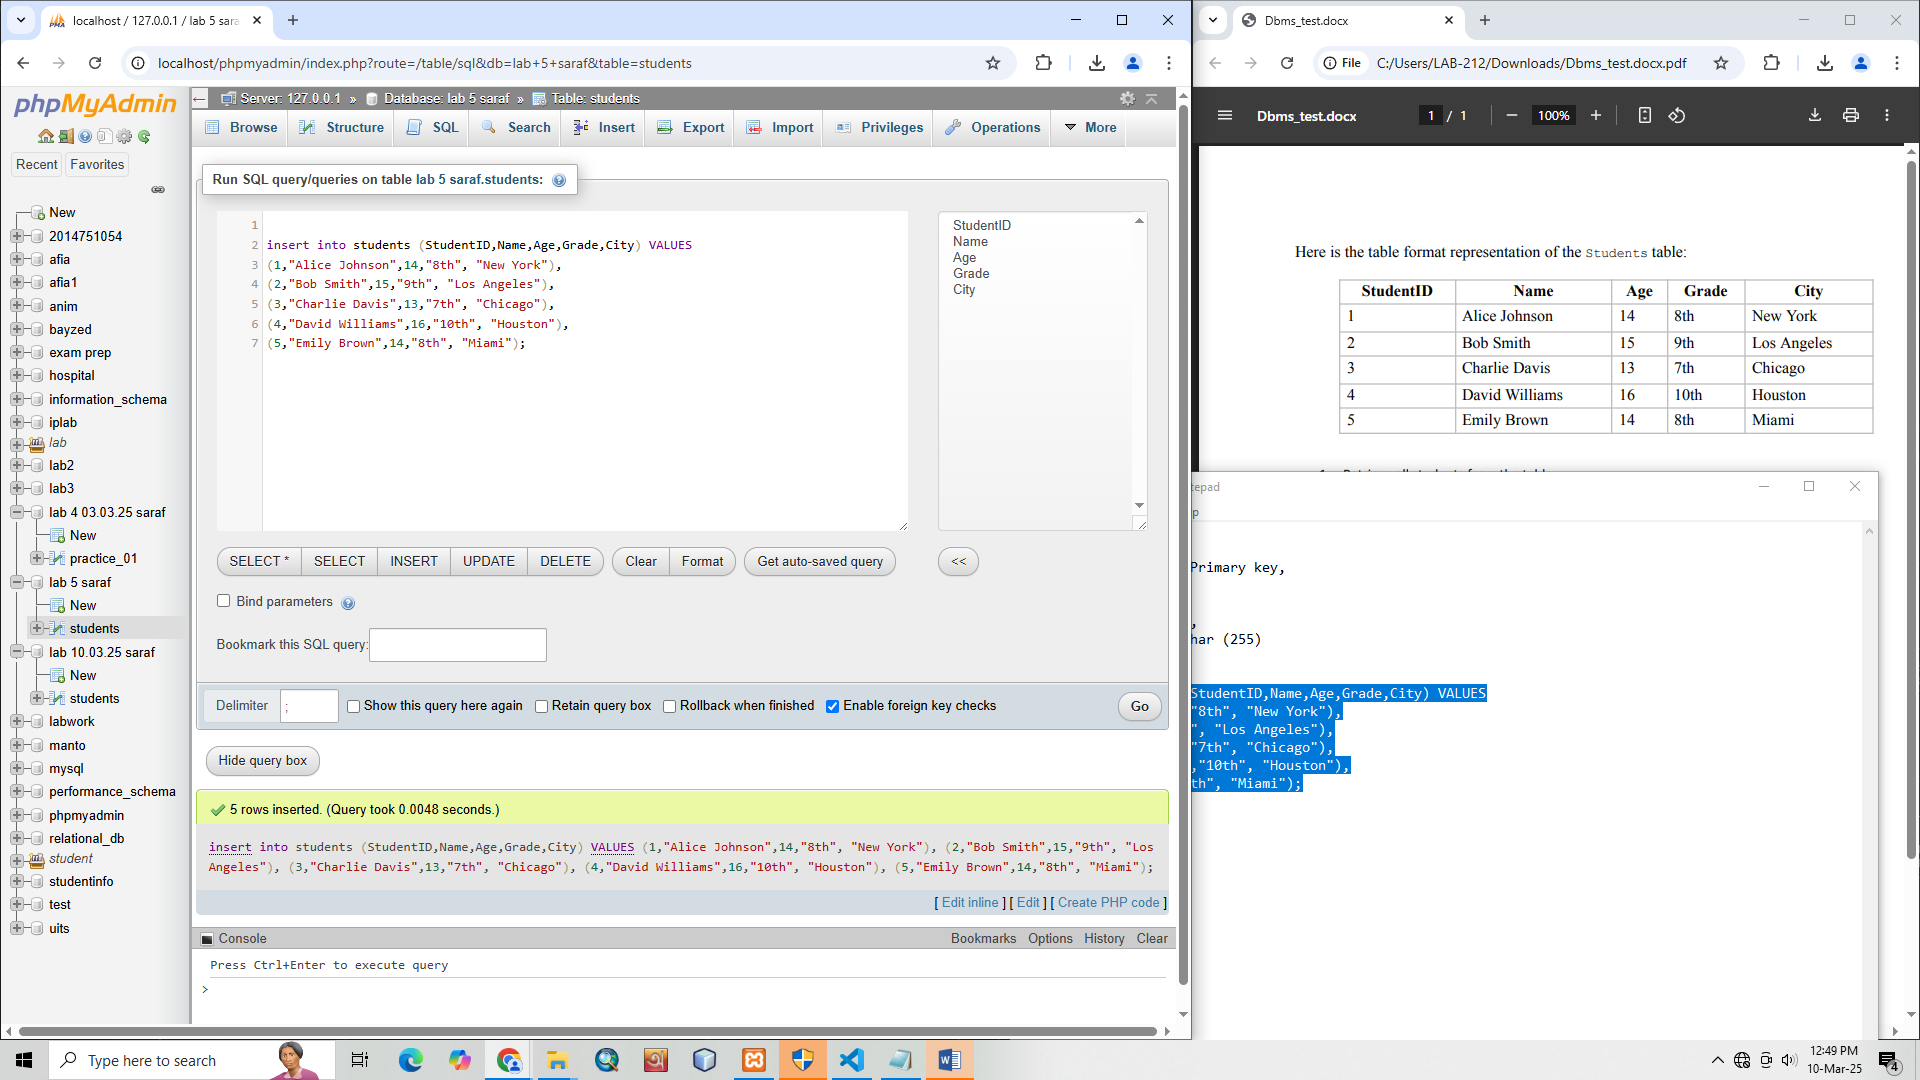 localhost / 127.0.0.1 / lab 5 sara
localhost/phpmyadmin/index.php?route=/table/sql&db=lab+5+saraf&table=students
phpMyAdmin
Recent
Favorites
New
2014751054
afia
afia1
anim
bayzed
exam prep
hospital
information_schema
iplab
lab
lab2
lab3
lab 4 03.03.25 saraf
New
practice_01
lab 5 saraf
New
students
lab 10.03.25 saraf
New
students
labwork
manto
mysql
performance_schema
phpmyadmin
relational_db
student
studentinfo
test
uits
Server: 127.0.0.1 » Database: lab 5 saraf » Table: students
Browse Structure SQL Search Insert Export Import Privileges Operations More
Run SQL query/queries on table lab 5 saraf.students:
1
2 insert into students (StudentID,Name,Age,Grade,City) VALUES
3 (1,"Alice Johnson",14,"8th", "New York"),
4 (2,"Bob Smith",15,"9th", "Los Angeles"),
5 (3,"Charlie Davis",13,"7th", "Chicago"),
6 (4,"David Williams",16,"10th", "Houston"),
7 (5,"Emily Brown",14,"8th", "Miami");
StudentID
Name
Age
Grade
City
SELECT * SELECT INSERT UPDATE DELETE Clear Format Get auto-saved query <<
Bind parameters
Bookmark this SQL query:
Delimiter ; Show this query here again Retain query box Rollback when finished Enable foreign key checks Go
Hide query box
5 rows inserted. (Query took 0.0048 seconds.)
insert into students (StudentID,Name,Age,Grade,City) VALUES (1,"Alice Johnson",14,"8th", "New York"), (2,"Bob Smith",15,"9th", "Los
Angeles"), (3,"Charlie Davis",13,"7th", "Chicago"), (4,"David Williams",16,"10th", "Houston"), (5,"Emily Brown",14,"8th", "Miami");
[ Edit inline ] [ Edit ] [ Create PHP code ]
Console
Bookmarks Options History Clear
Press Ctrl+Enter to execute query
>
Dbms_test.docx
File C:/Users/LAB-212/Downloads/Dbms_test.docx.pdf
Dbms_test.docx 1 / 1 100%
Here is the table format representation of the Students table:
StudentID Name Age Grade City
1 Alice Johnson 14 8th New York
2 Bob Smith 15 9th Los Angeles
3 Charlie Davis 13 7th Chicago
4 David Williams 16 10th Houston
5 Emily Brown 14 8th Miami
tepad
p
Primary key,
,
har (255)
StudentID,Name,Age,Grade,City) VALUES
"8th", "New York"),
", "Los Angeles"),
"7th", "Chicago"),
,"10th", "Houston"),
th", "Miami");
Type here to search
12:49 PM
10-Mar-25
4